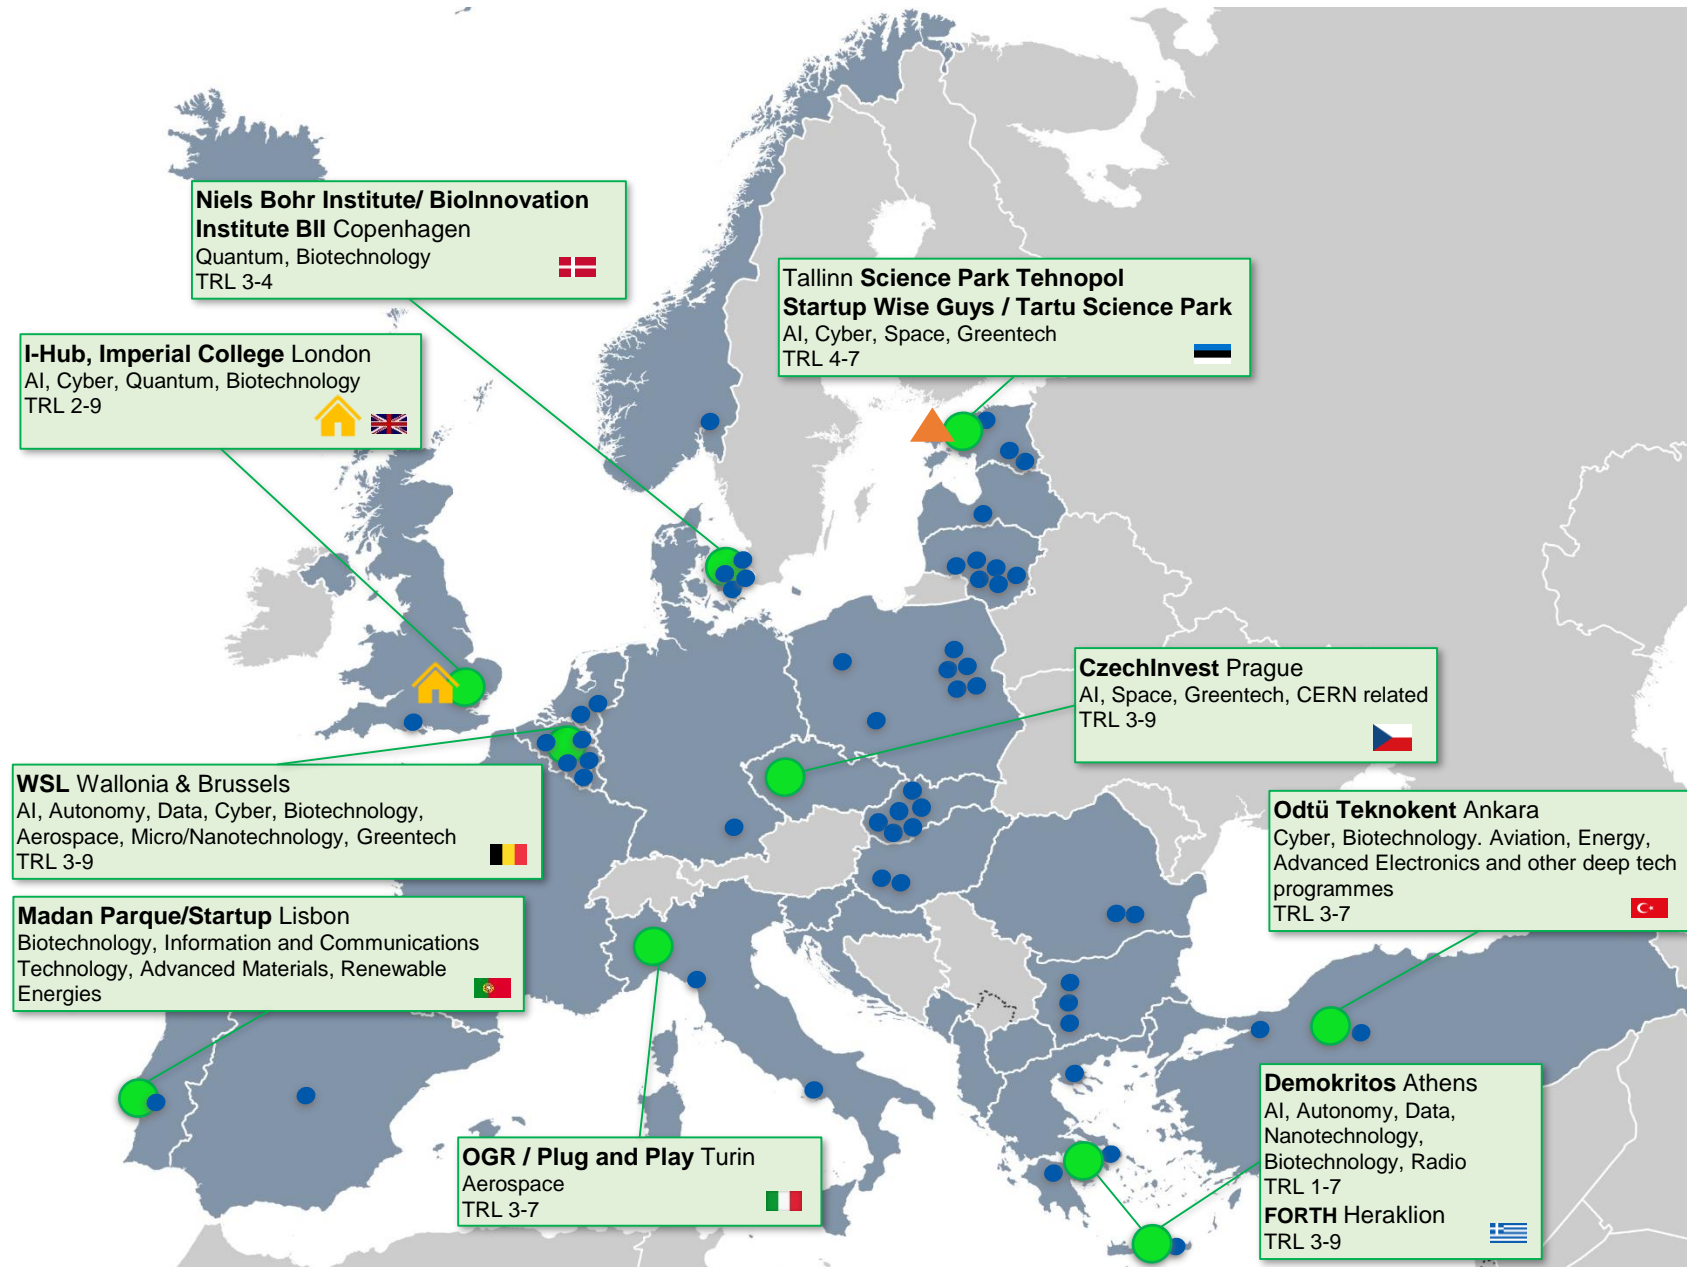 Niels Bohr Institute/ BioInnovation
Institute BII Copenhagen
Quantum, Biotechnology
TRL 3-4
Tallinn Science Park Tehnopol
Startup Wise Guys / Tartu Science Park
AI, Cyber, Space, Greentech
TRL 4-7
I-Hub, Imperial College London
AI, Cyber, Quantum, Biotechnology
TRL 2-9
CzechInvest Prague
AI, Space, Greentech, CERN related
TRL 3-9
WSL Wallonia & Brussels
AI, Autonomy, Data, Cyber, Biotechnology,
Aerospace, Micro/Nanotechnology, Greentech
TRL 3-9
Odtü Teknokent Ankara
Cyber, Biotechnology. Aviation, Energy,
Advanced Electronics and other deep tech
programmes
TRL 3-7
Madan Parque/Startup Lisbon
Biotechnology, Information and Communications
Technology, Advanced Materials, Renewable
Energies
OGR / Plug and Play Turin
Aerospace
TRL 3-7
Demokritos Athens
AI, Autonomy, Data,
Nanotechnology,
Biotechnology, Radio
TRL 1-7
FORTH Heraklion
TRL 3-9